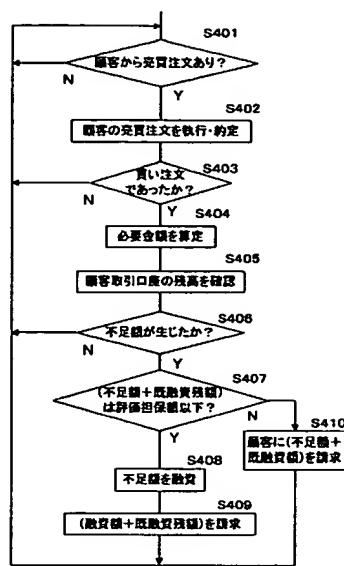 S401
顧客から売買注文あり?
N
Y
S402
顧客の売買注文を執行・約定
S403
買い注文
であったか?
N
Y
S404
必要金額を算定
S405
顧客取引口座の残高を確認
S406
不足額が生じたか?
N
Y
S407
(不足額+既融資残額)
は評価担保額以下?
N
Y
S410
顧客に(不足額+
既融資額)を請求
S408
不足額を融資
S409
(融資額+既融資残額)を請求